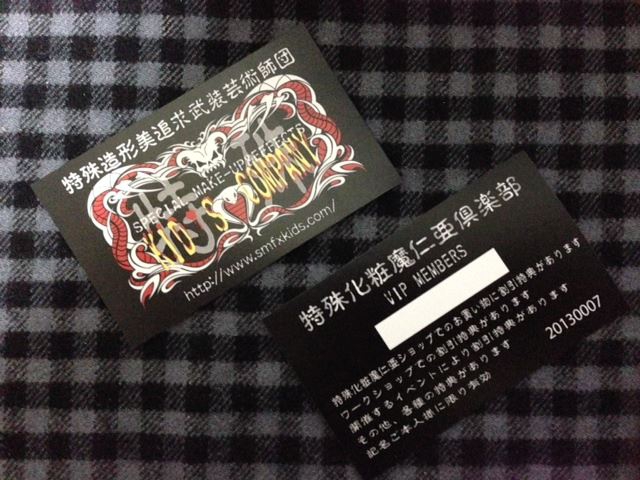 特殊造形美追求武装芸術師団
特殊
SPECIAL MAKE-UP & EFFECTS
KID'S COMPANY
http://www.smfxkids.com/
特殊化粧魔仁亜倶楽部
VIP MEMBERS
特殊化粧魔仁亜ショップでのお買い物に割引特典があります
ワークショップでの割引特典があります
開催するイベントにより割引特典があります
その他、各種の特典があります
記名ご本人達に限り有効
20130007